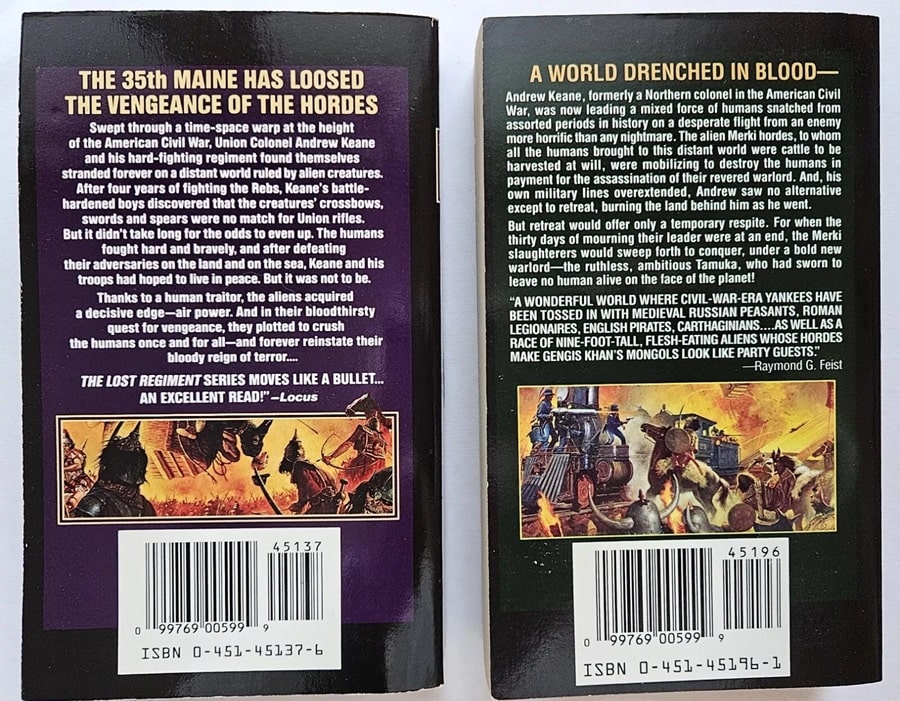 THE 35th MAINE HAS LOOSED
THE VENGEANCE OF THE HORDES
Swept through a time-space warp at the height
of the American Civil War, Union Colonel Andrew Keane
and his hard-fighting regiment found themselves
stranded forever on a distant world ruled by alien creatures.
After four years of fighting the Rebs, Keane's battle-
hardened boys discovered that the creatures' crossbows,
swords and spears were no match for Union rifles.
But it didn't take long for the odds to even up. The humans
fought hard and bravely, and after defeating
their adversaries on the land and on the sea, Keane and his
troops had hoped to live in peace. But it was not to be.
Thanks to a human traitor, the aliens acquired
a decisive edge—air power. And in their bloodthirsty
quest for vengeance, they plotted to crush
the humans once and for all—and forever reinstate their
bloody reign of terror....
THE LOST REGIMENT SERIES MOVES LIKE A BULLET...
AN EXCELLENT READ!" –Locus
45137
0 99769 00599 9
ISBN 0-451-45137-6
A WORLD DRENCHED IN BLOOD—
Andrew Keane, formerly a Northern colonel in the American Civil
War, was now leading a mixed force of humans snatched from
assorted periods in history on a desperate flight from an enemy
more horrific than any nightmare. The alien Merki hordes, to whom
all the humans brought to this distant world were cattle to be
harvested at will, were mobilizing to destroy the humans in
payment for the assassination of their revered warlord. And, his
own military lines overextended, Andrew saw no alternative
except to retreat, burning the land behind him as he went.
But retreat would offer only a temporary respite. For when the
thirty days of mourning their leader were at an end, the Merki
slaughterers would sweep forth to conquer, under a bold new
warlord—the ruthless, ambitious Tamuka, who had sworn to
leave no human alive on the face of the planet!
"A WONDERFUL WORLD WHERE CIVIL-WAR-ERA YANKEES HAVE
BEEN TOSSED IN WITH MEDIEVAL RUSSIAN PEASANTS, ROMAN
LEGIONAIRES, ENGLISH PIRATES, CARTHAGINIANS....AS WELL AS A
RACE OF NINE-FOOT-TALL, FLESH-EATING ALIENS WHOSE HORDES
MAKE GENGIS KHAN'S MONGOLS LOOK LIKE PARTY GUESTS."
—Raymond G. Feist
45196
0 99769 00599 9
ISBN 0-451-45196-1